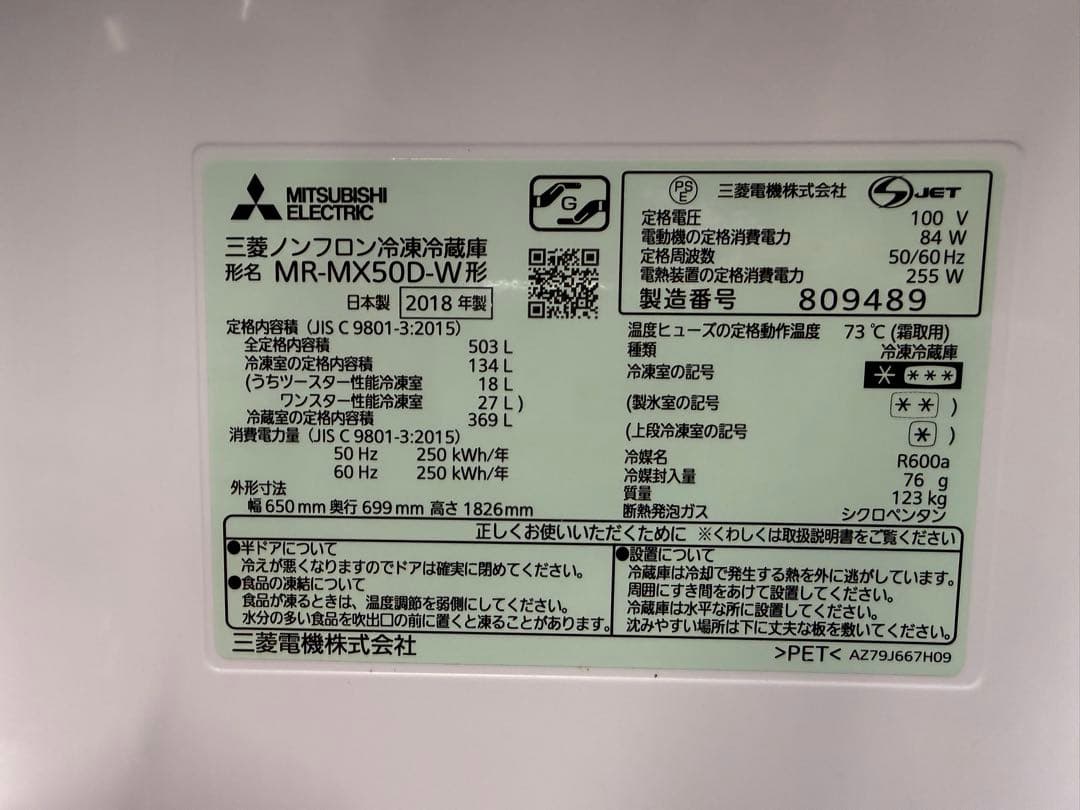 MITSUBISHI
ELECTRIC
G
三菱ノンフロン冷凍冷蔵庫
形名 MR-MX50D-W形
日本製 2018年製
定格内容積（JIS C 9801-3:2015）
全定格内容積 503 L
冷凍室の定格内容積 134 L
(うちツースター性能冷凍室 18 L
ワンスター性能冷凍室 27 L )
冷蔵室の定格内容積 369 L
消費電力量（JIS C 9801-3:2015）
50 Hz 250 kWh/年
60 Hz 250 kWh/年
外形寸法
幅 650 mm 奥行 699 mm 高さ 1826mm
PS
E 三菱電機株式会社 S JET
定格電圧 100 V
電動機の定格消費電力 84 W
定格周波数 50/60 Hz
電熱装置の定格消費電力 255 W
製造番号 809489
温度ヒューズの定格動作温度 73 ℃ (霜取用)
種類 冷凍冷蔵庫
冷凍室の記号 * ***
(製氷室の記号 ** )
(上段冷凍室の記号 * )
冷媒名 R600a
冷媒封入量 76 g
質量 123 kg
断熱発泡ガス シクロペンタン
正しくお使いいただくために ※くわしくは取扱説明書をご覧ください
●半ドアについて
冷えが悪くなりますのでドアは確実に閉めてください。
●食品の凍結について
食品が凍るときは、温度調節を弱側にしてください。
水分の多い食品を吹出口の前に置くと凍ることがあります。
●設置について
冷蔵庫は冷却で発生する熱を外に逃がしています。
周囲にすき間をあけて設置してください。
冷蔵庫は水平な所に設置してください。
沈みやすい場所は下に丈夫な板を敷いてください。
三菱電機株式会社
>PET< AZ79J667H09